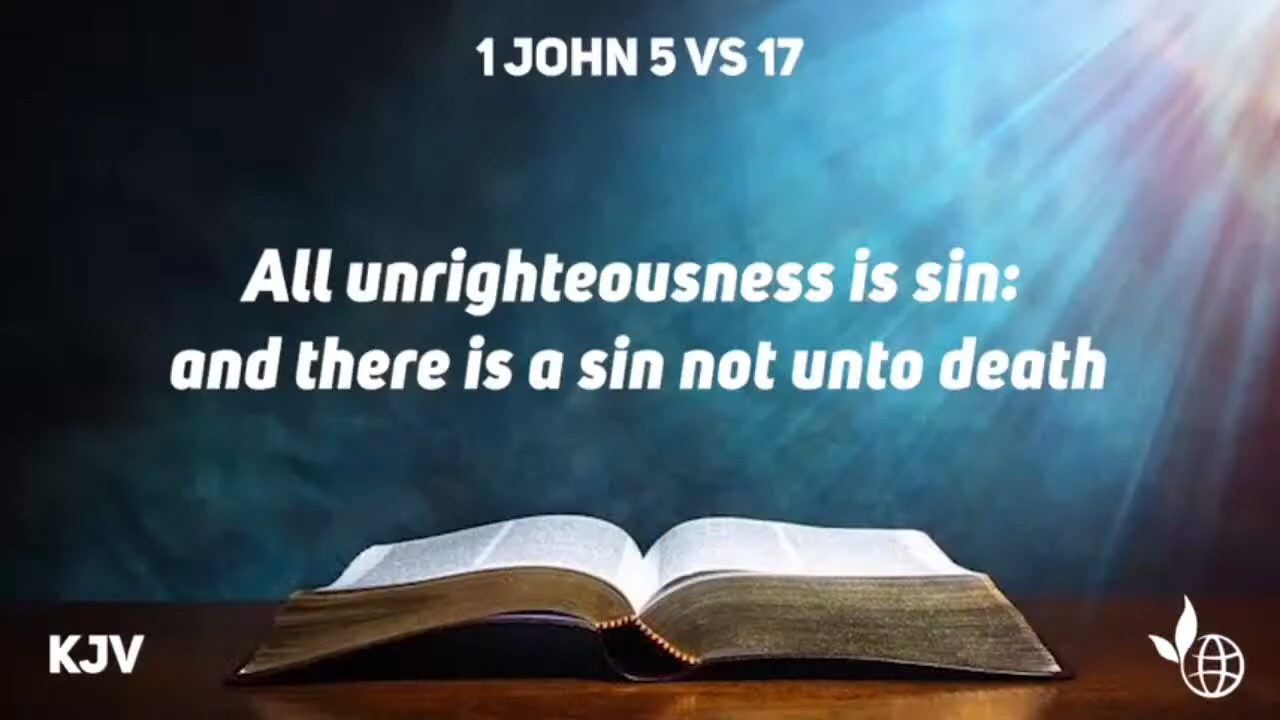 1 JOHN 5 VS 17
All unrighteousness is sin:
and there is a sin not unto death
KJV